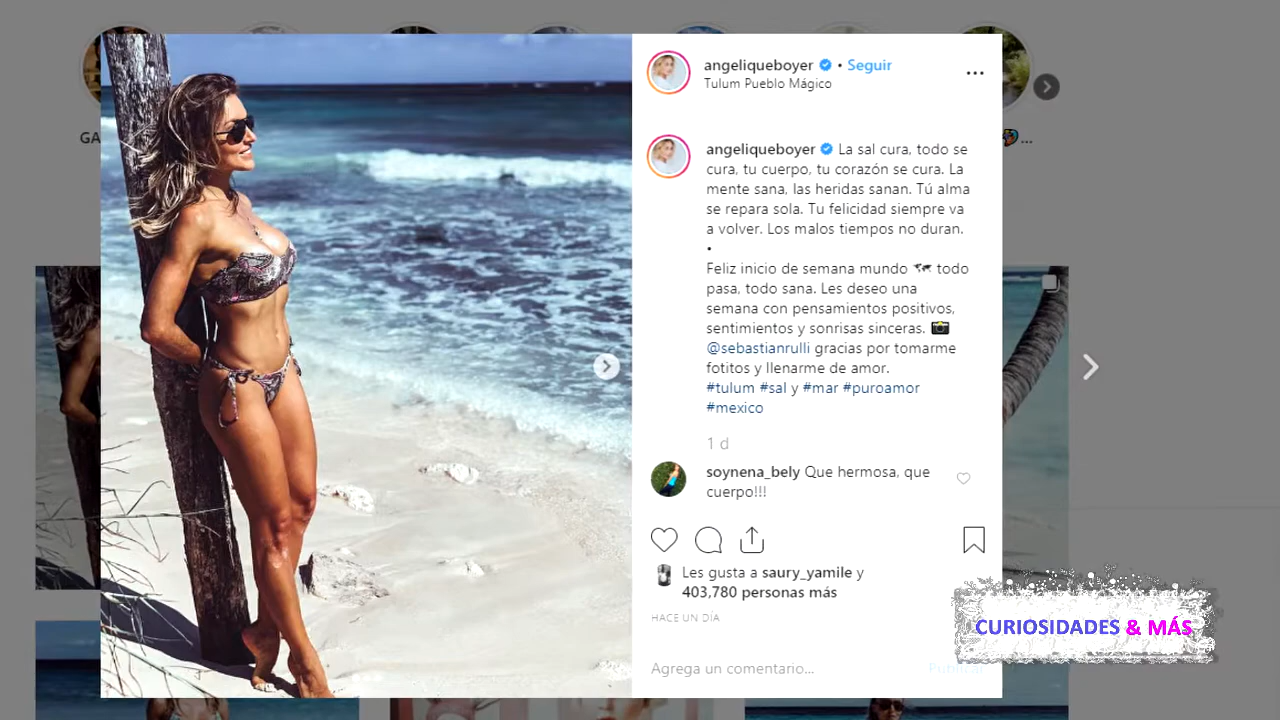 angeliqueboyer • Seguir
Tulum Pueblo Mágico
GA
...
angeliqueboyer La sal cura, todo se
cura, tu cuerpo, tu corazón se cura. La
mente sana, las heridas sanan. Tú alma
se repara sola. Tu felicidad siempre va
a volver. Los malos tiempos no duran.
•
Feliz inicio de semana mundo 🗺 todo
pasa, todo sana. Les deseo una
semana con pensamientos positivos,
sentimientos y sonrisas sinceras. 📷
@sebastianrulli gracias por tomarme
fotitos y llenarme de amor.
#tulum #sal y #mar #puroamor
#mexico
1 d
soynena_bely Que hermosa, que
cuerpo!!!
Les gusta a saury_yamile y
403,780 personas más
HACE UN DÍA
CURIOSIDADES & MÁS
Agrega un comentario...
Publicar